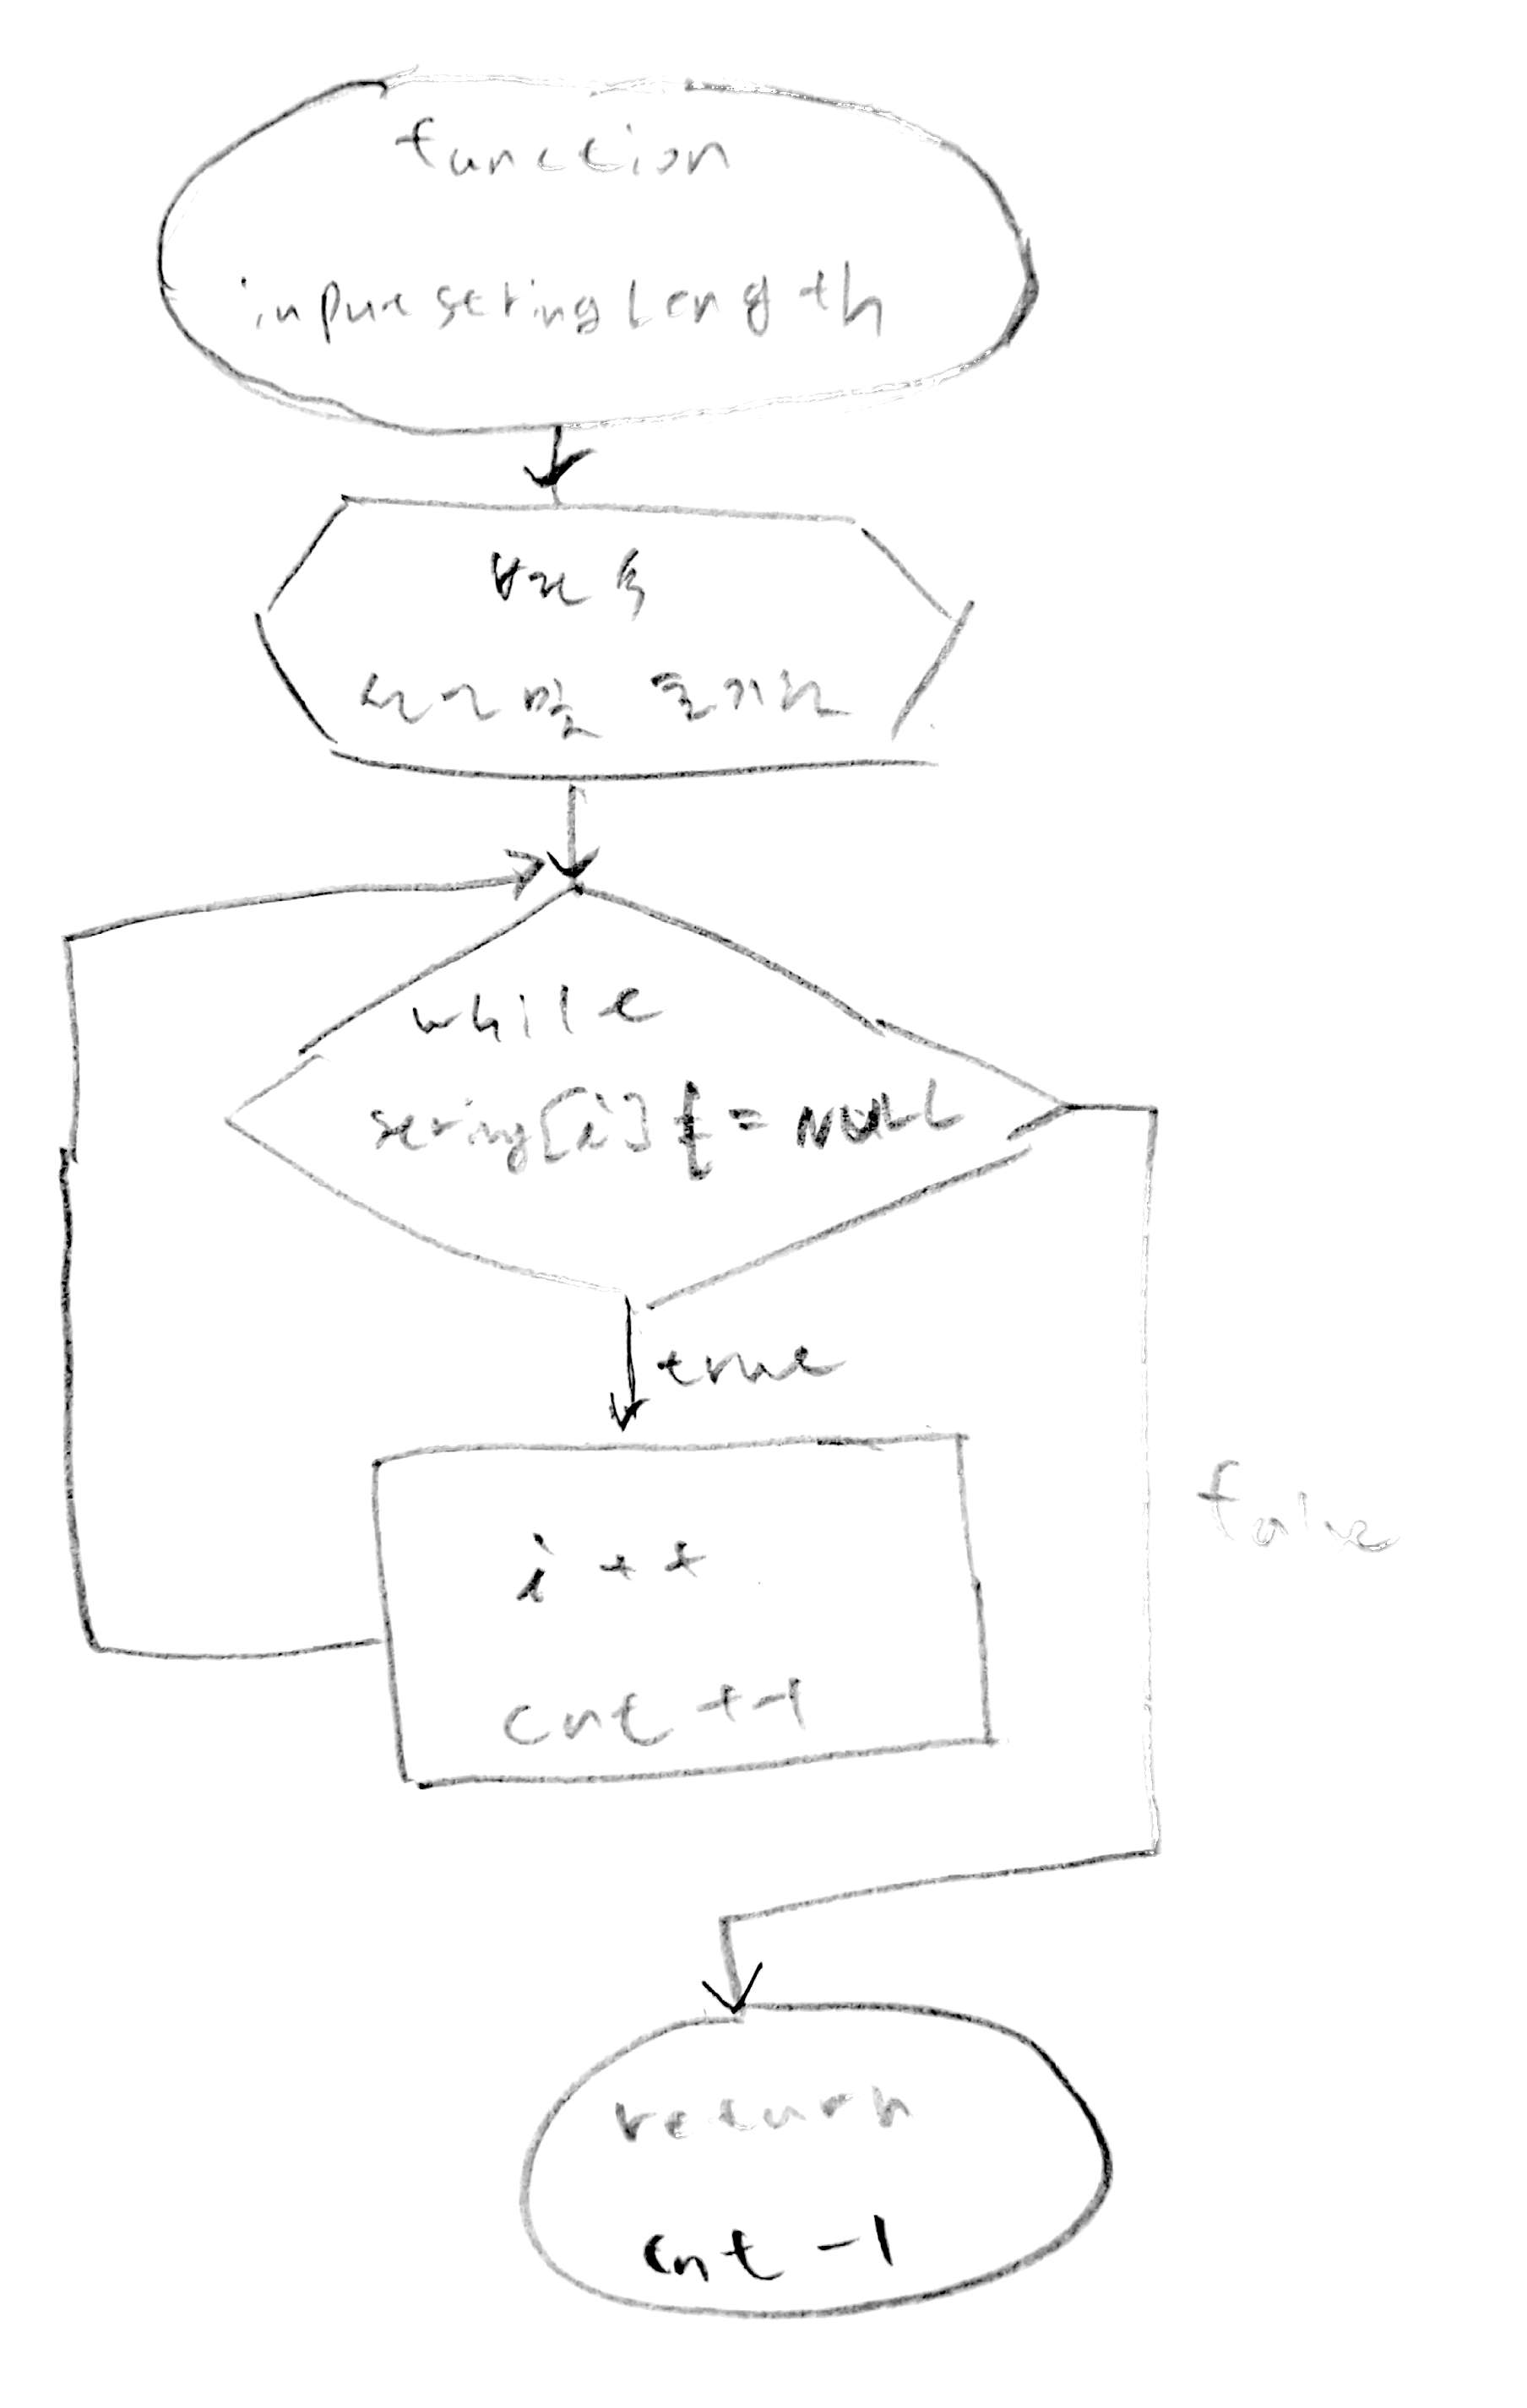 function
inputstringLength
변수
선언 및 초기화
while
string[i] != NULL
true
i++
false
cnt++
return
cnt -1